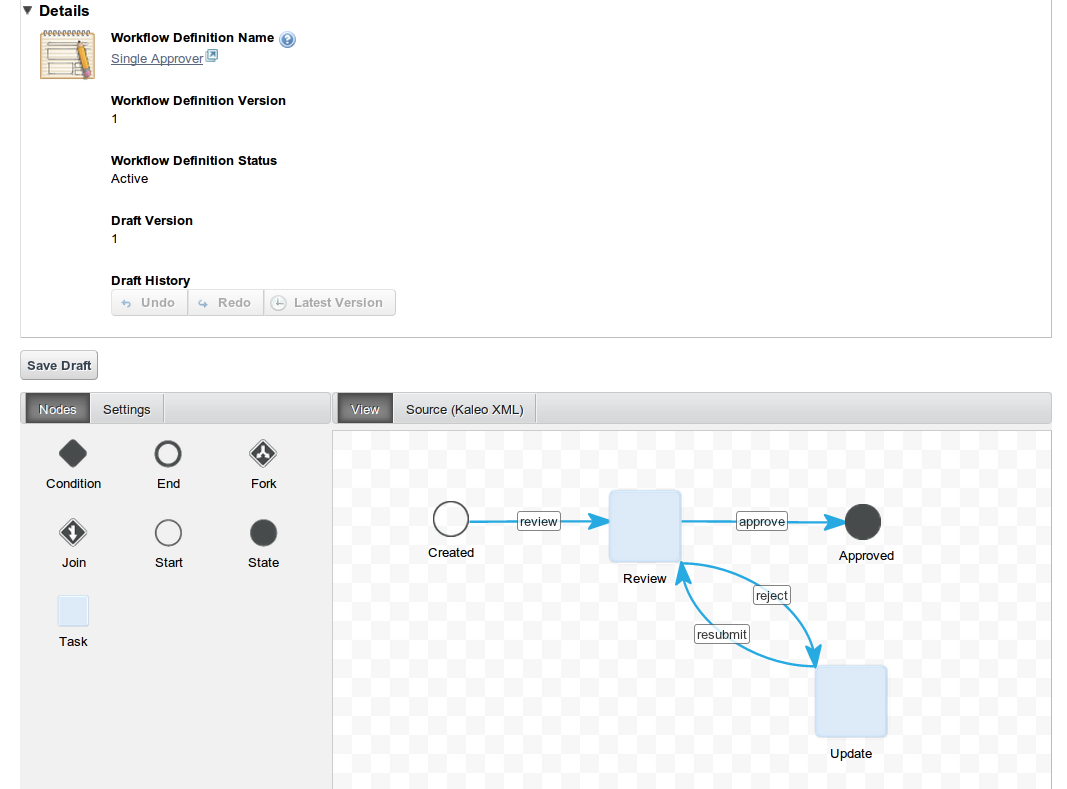 Details
Workflow Definition Name
Single Approver
Workflow Definition Version
1
Workflow Definition Status
Active
Draft Version
1
Draft History
Undo Redo Latest Version
Save Draft
Nodes Settings View Source (Kaleo XML)
Condition End Fork
Join Start State
Task
review approve
Created Approved
Review
reject
resubmit
Update